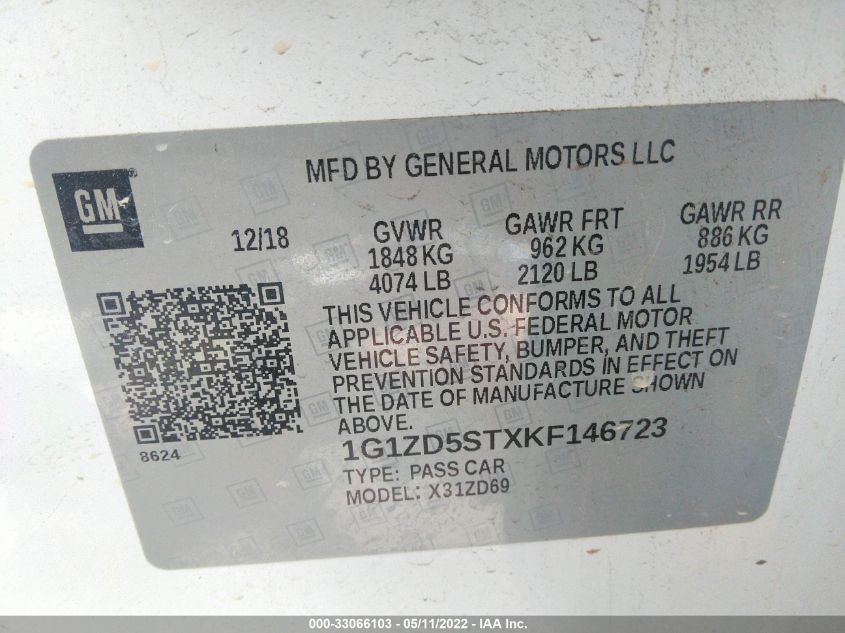 MFD BY GENERAL MOTORS LLC
GM
12/18
GVWR
1848 KG
4074 LB
GAWR FRT
962 KG
2120 LB
GAWR RR
886 KG
1954 LB
THIS VEHICLE CONFORMS TO ALL
APPLICABLE U.S. FEDERAL MOTOR
VEHICLE SAFETY, BUMPER, AND THEFT
PREVENTION STANDARDS IN EFFECT ON
THE DATE OF MANUFACTURE SHOWN
ABOVE.
8624
1G1ZD5STXKF146723
TYPE: PASS CAR
MODEL: X31ZD69
000-33066103 - 05/11/2022 - IAA Inc.